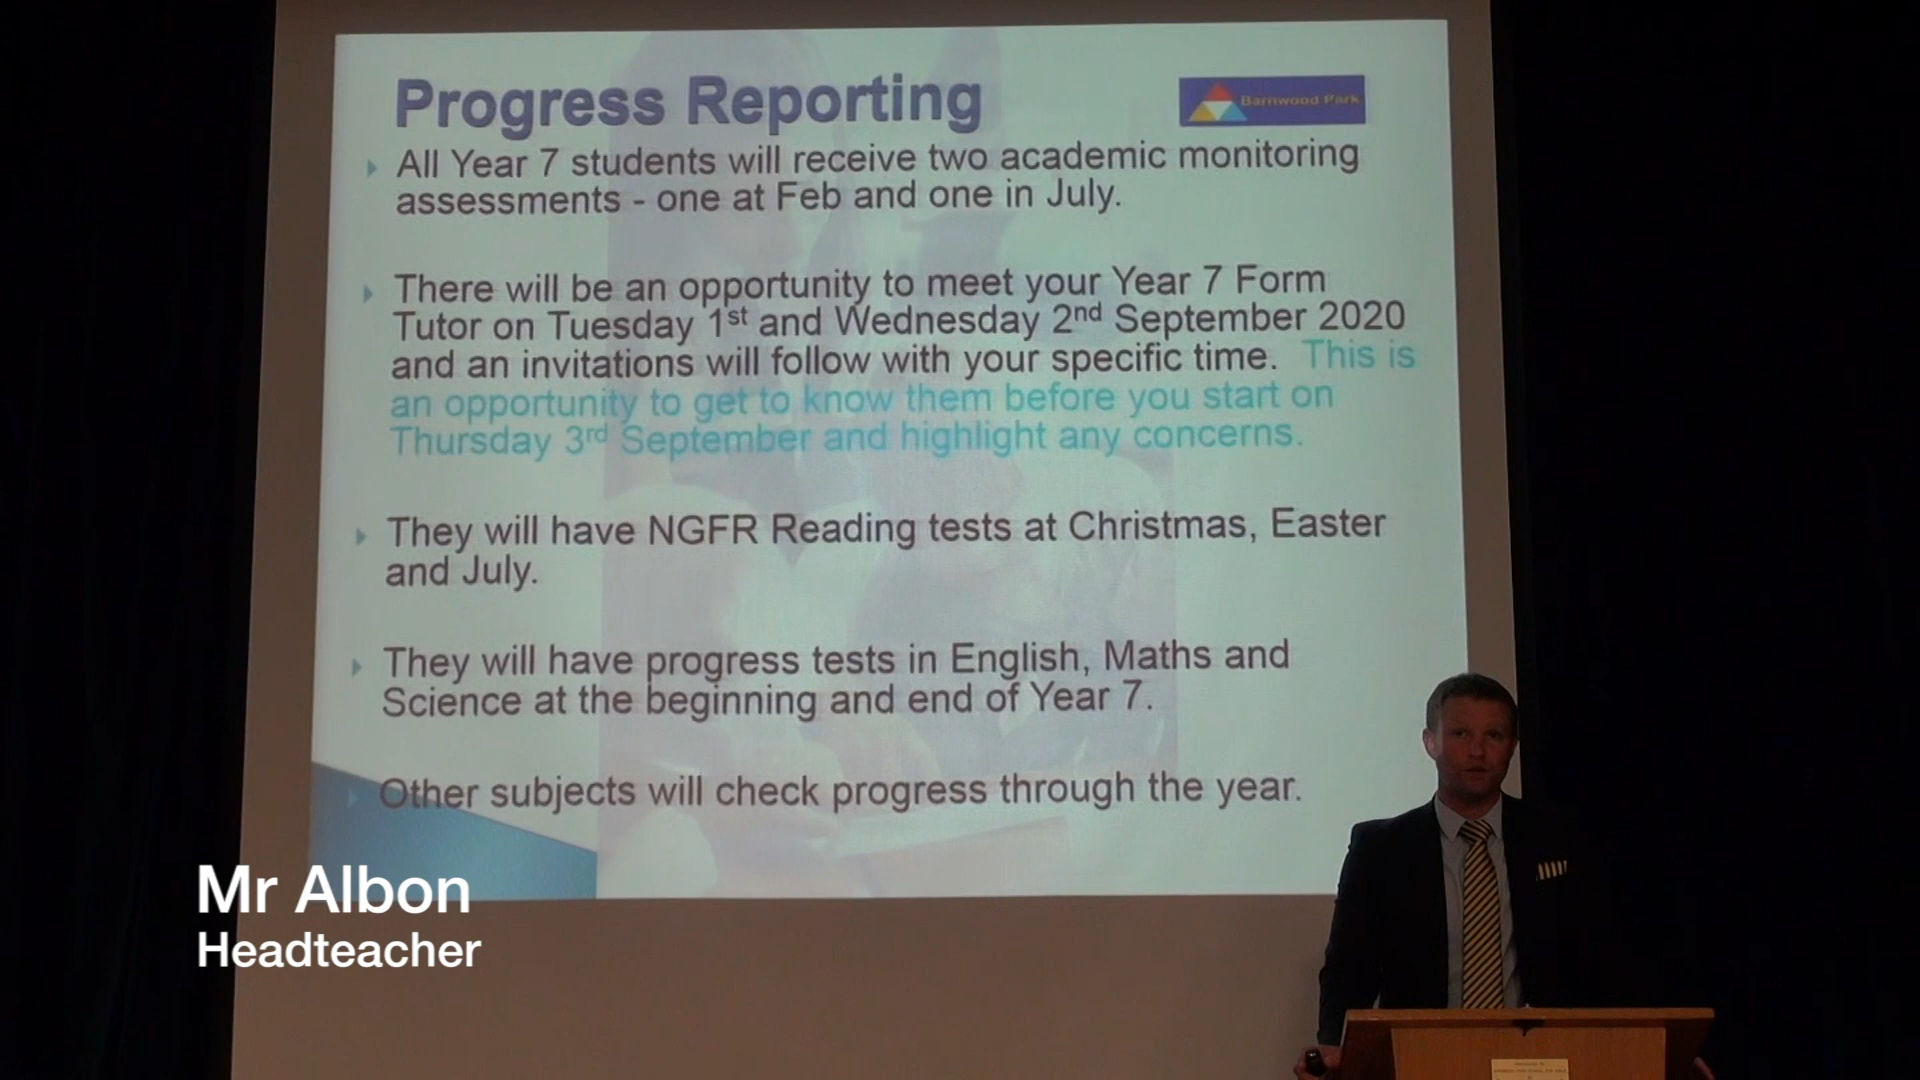 Progress Reporting
Barnwood Park
All Year 7 students will receive two academic monitoring
assessments - one at Feb and one in July.
There will be an opportunity to meet your Year 7 Form
Tutor on Tuesday 1st and Wednesday 2nd September 2020
and an invitations will follow with your specific time. This is
an opportunity to get to know them before you start on
Thursday 3rd September and highlight any concerns.
They will have NGFR Reading tests at Christmas, Easter
and July.
They will have progress tests in English, Maths and
Science at the beginning and end of Year 7.
Other subjects will check progress through the year.
Mr Albon
Headteacher